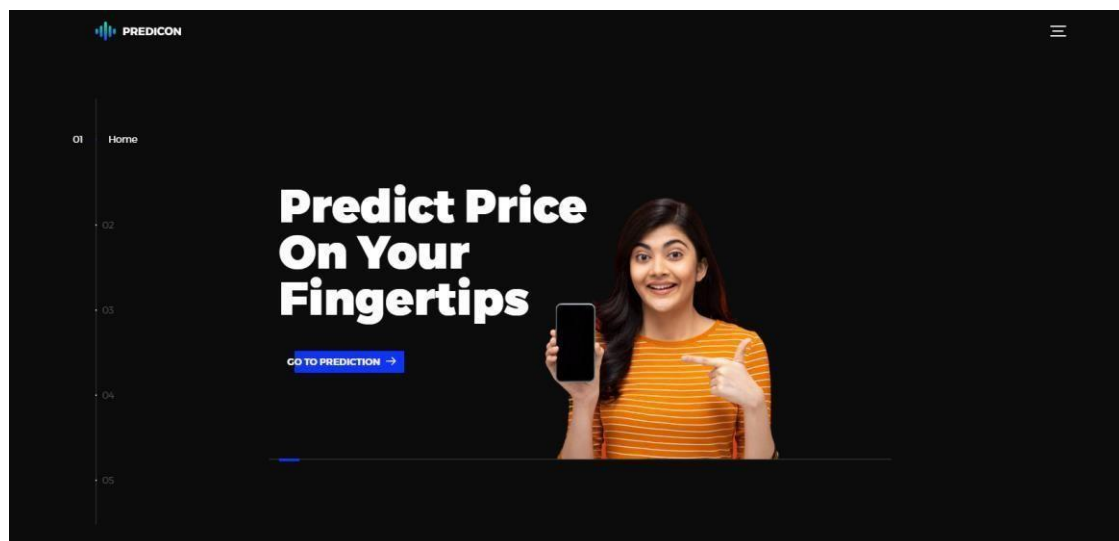 PREDICON
01 Home
Predict Price
On Your
Fingertips
GO TO PREDICTION →
02
03
04
05